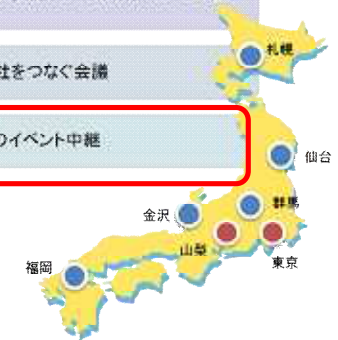 札幌
社をつなぐ会議
のイベント中継
仙台
群馬
金沢
山梨
東京
福岡